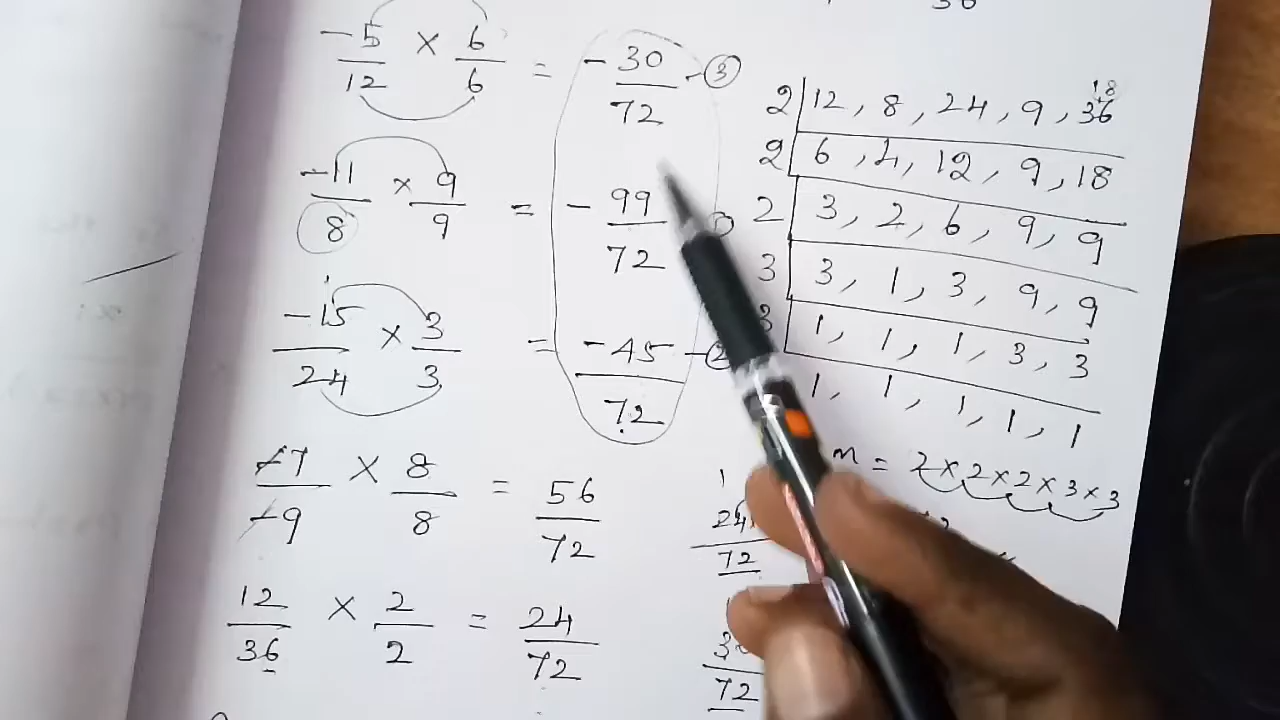 36
-5/12 × 6/6 = -30/72 - ③
-11/8 × 9/9 = -99/72
-15/24 × 3/3 = -45/72 - ②
-7/-9 × 8/8 = 56/72
12/36 × 2/2 = 24/72
18
2 | 12, 8, 24, 9, 36
2 | 6, 4, 12, 9, 18
2 | 3, 2, 6, 9, 9
3 | 3, 1, 3, 9, 9
3 | 1, 1, 1, 3, 3
1, 1, 1, 1, 1
m = 2 × 2 × 2 × 3 × 3
24/72
72